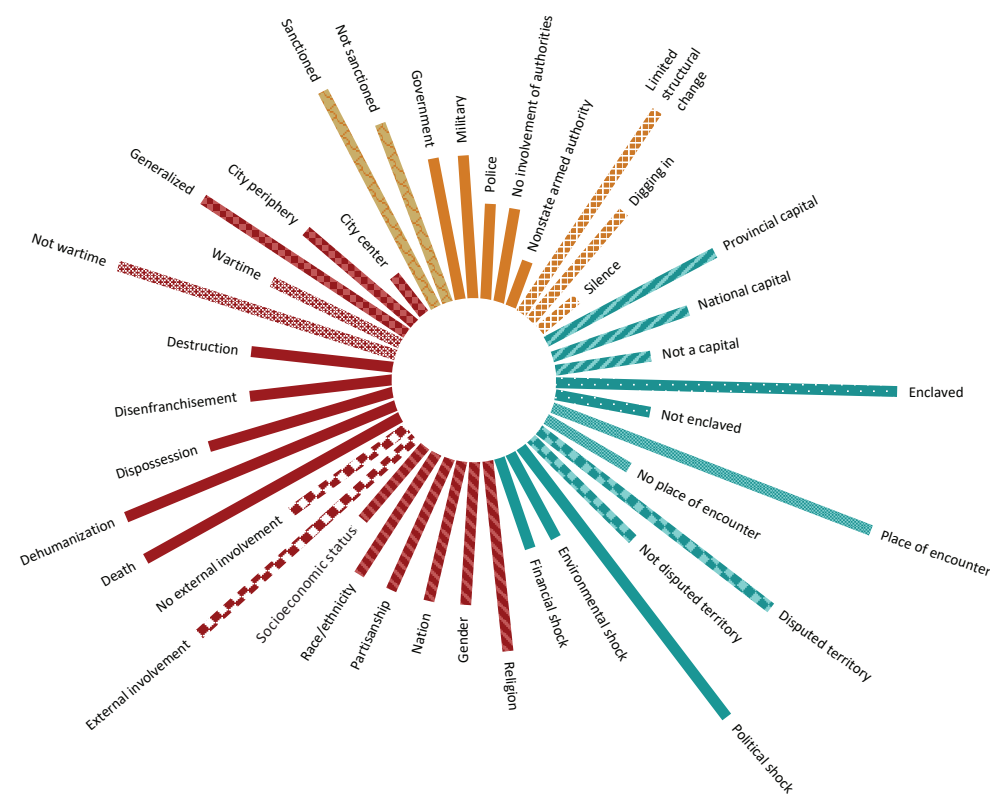 Sanctioned
Not sanctioned
Government
Military
Police
No involvement of authorities
Nonstate armed authority
Limited
structural
change
Digging in
Silence
Provincial capital
National capital
Not a capital
Enclaved
Not enclaved
Place of encounter
No place of encounter
Disputed territory
Not disputed territory
Political shock
Environmental shock
Financial shock
Religion
Gender
Nation
Partisanship
Race/ethnicity
Socioeconomic status
External involvement
No external involvement
Death
Dehumanization
Dispossession
Disenfranchisement
Destruction
Not wartime
Wartime
Generalized
City periphery
City center